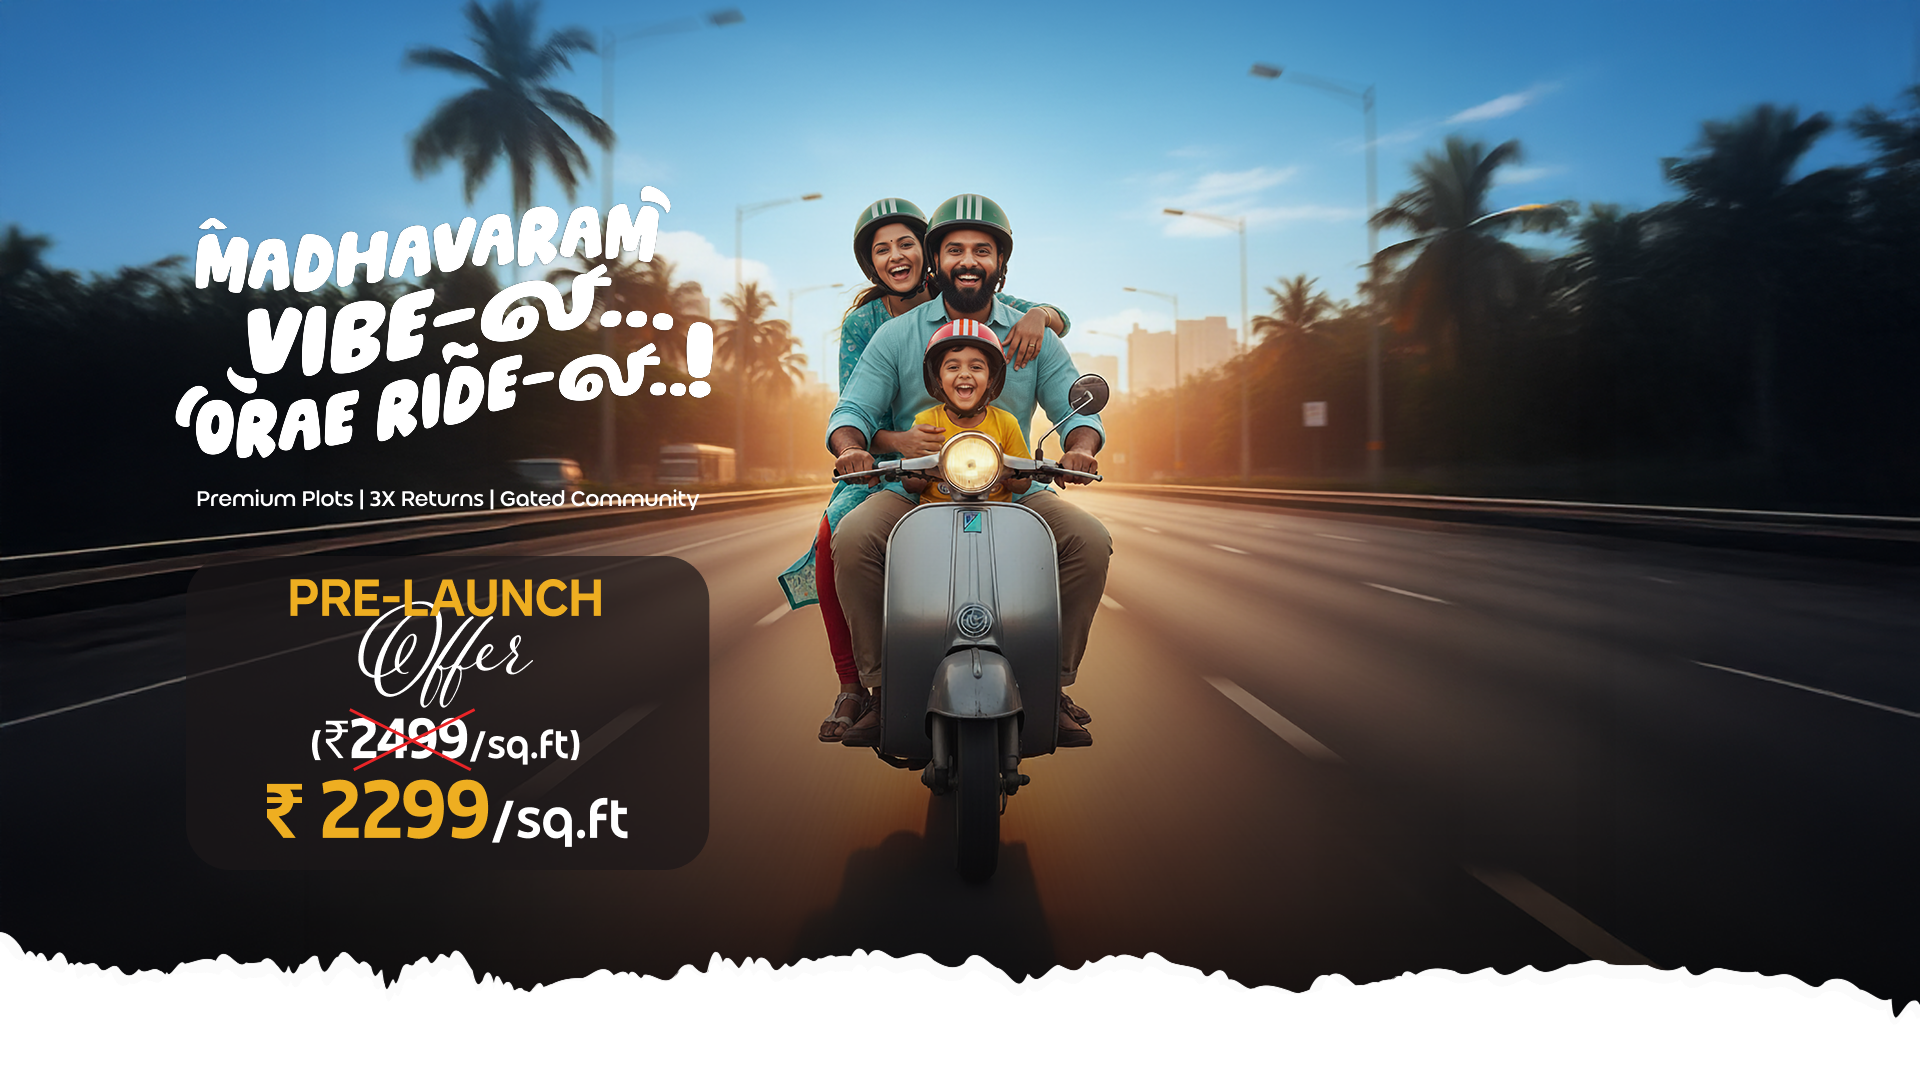 MADHAVARAM
VIBE-ல்...
ORAE RIDE-ல்..!
Premium Plots | 3X Returns | Gated Community
PRE-LAUNCH
Offer
(₹2499/sq.ft)
₹ 2299/sq.ft